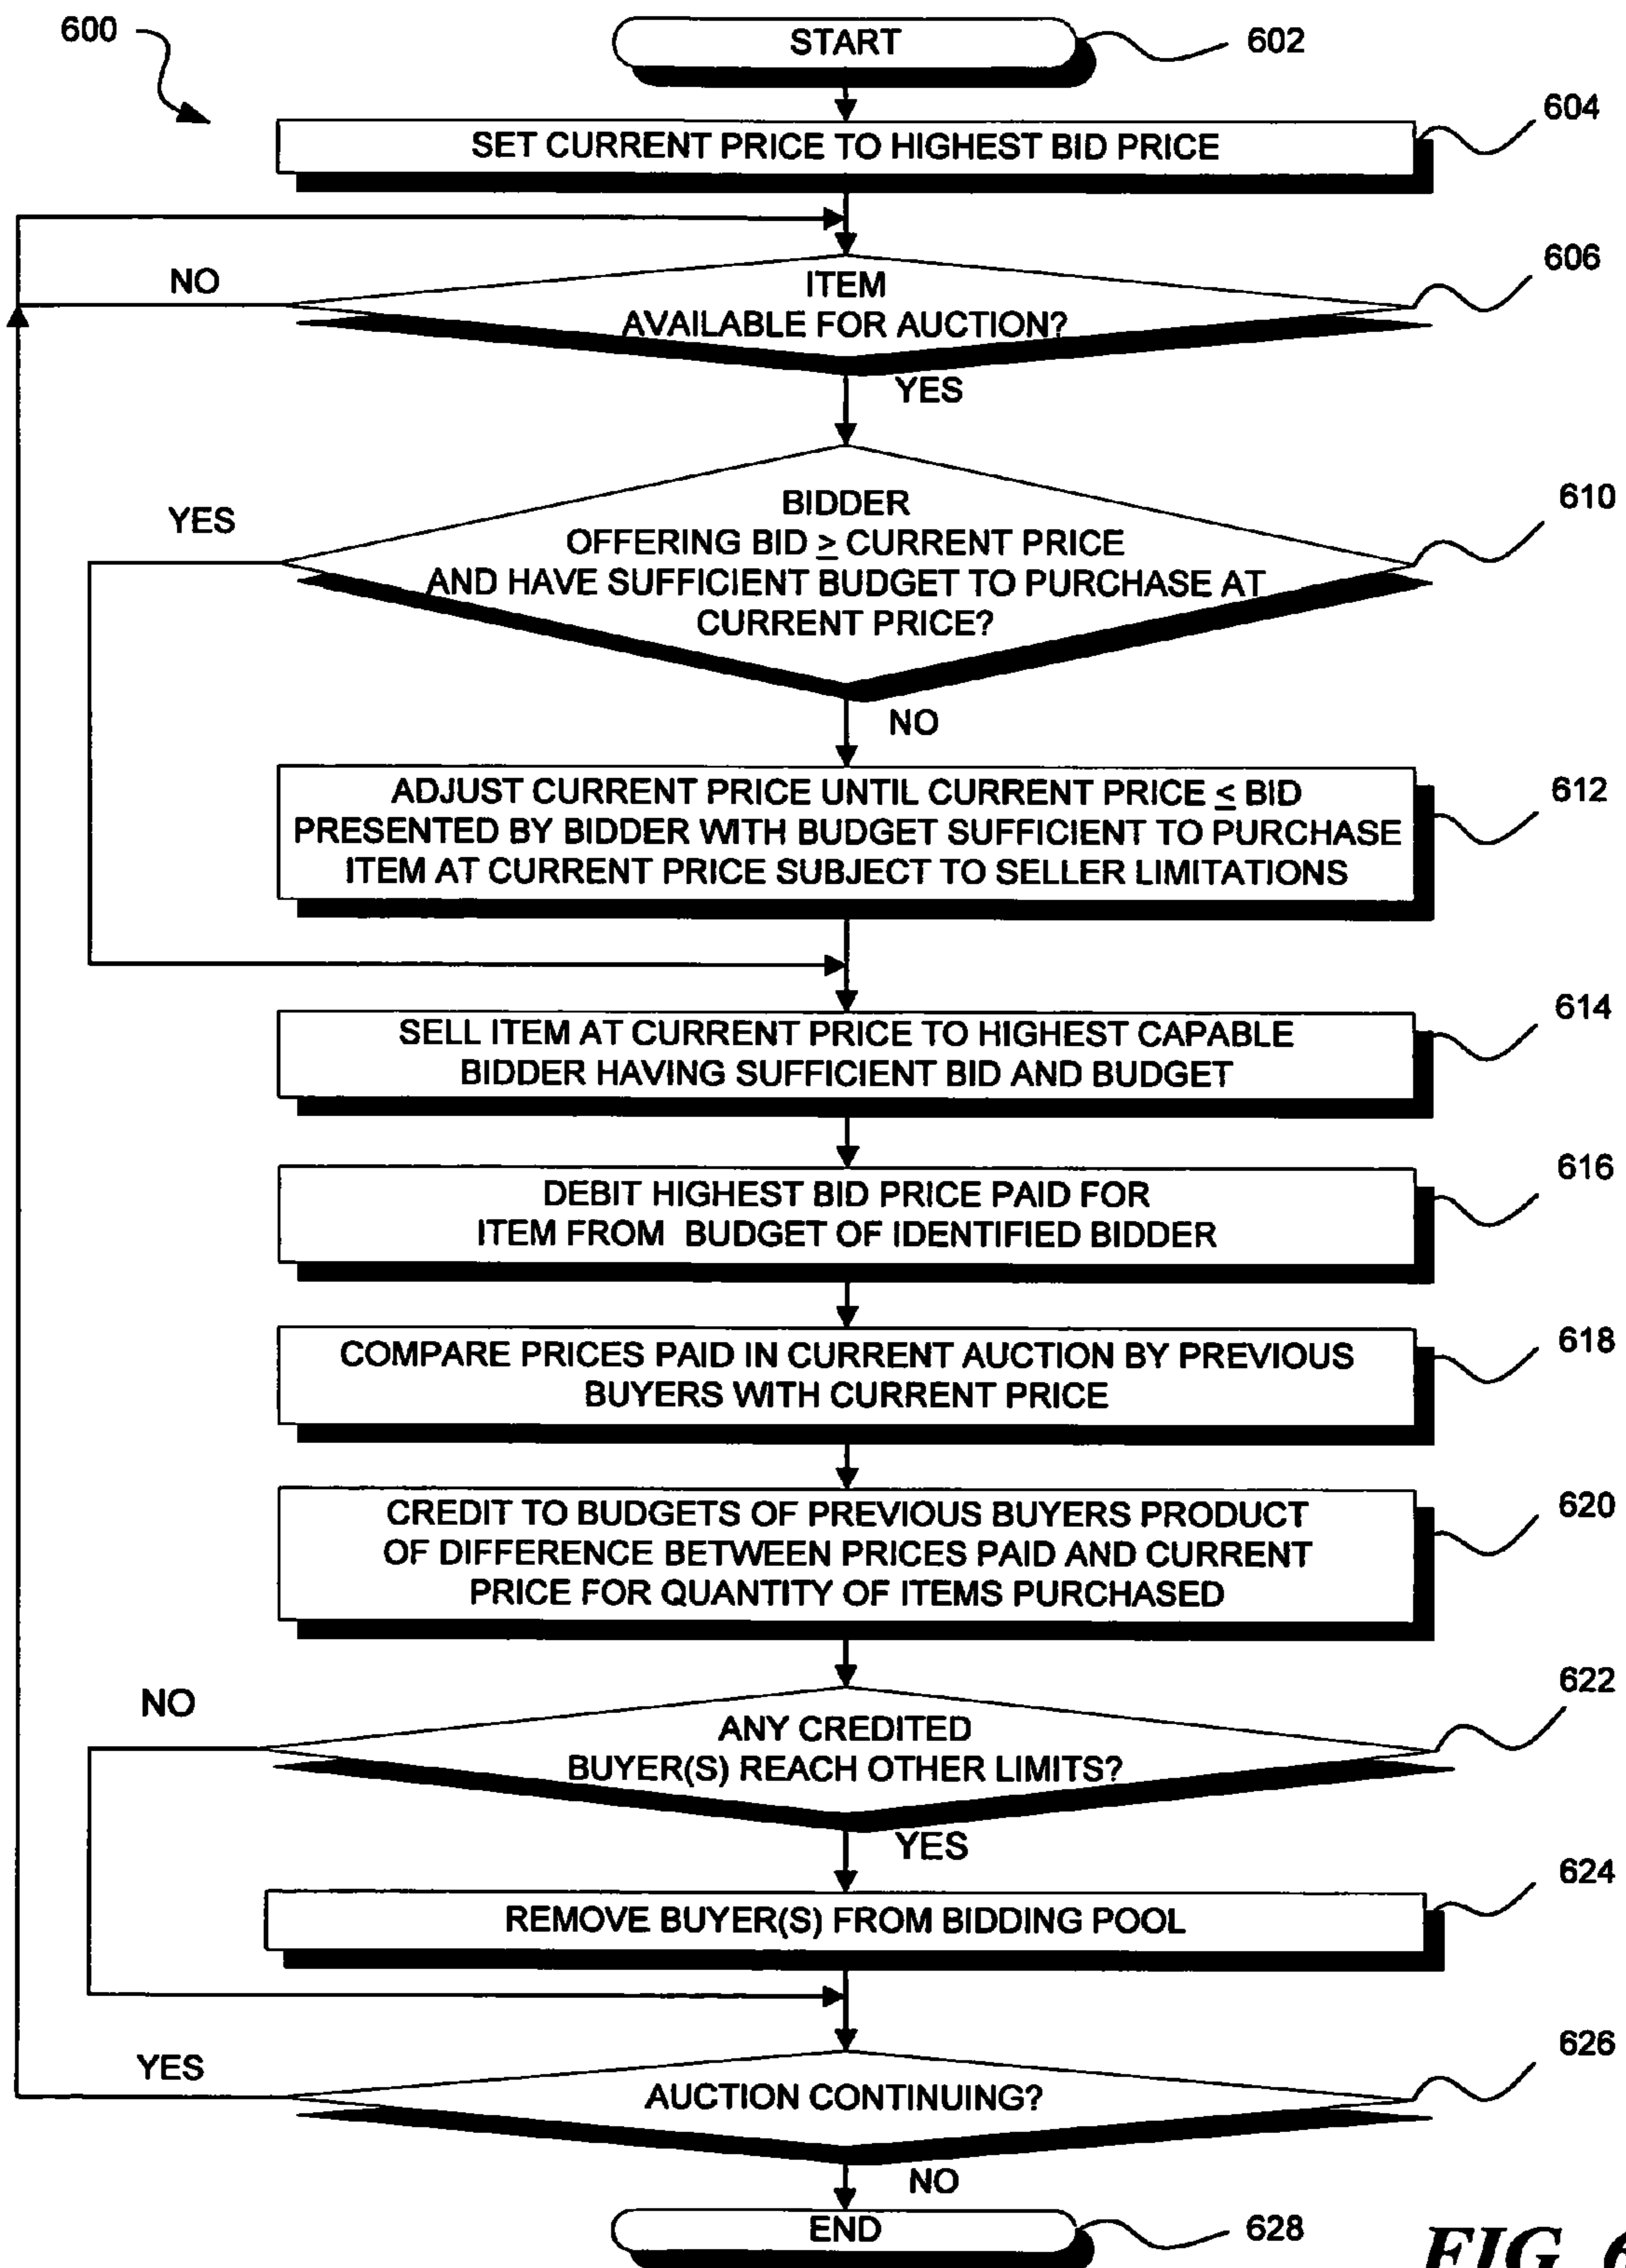 600
START
602
SET CURRENT PRICE TO HIGHEST BID PRICE
604
NO
ITEM
AVAILABLE FOR AUCTION?
606
YES
YES
BIDDER
OFFERING BID ≥ CURRENT PRICE
AND HAVE SUFFICIENT BUDGET TO PURCHASE AT
CURRENT PRICE?
610
NO
ADJUST CURRENT PRICE UNTIL CURRENT PRICE ≤ BID
PRESENTED BY BIDDER WITH BUDGET SUFFICIENT TO PURCHASE
ITEM AT CURRENT PRICE SUBJECT TO SELLER LIMITATIONS
612
SELL ITEM AT CURRENT PRICE TO HIGHEST CAPABLE
BIDDER HAVING SUFFICIENT BID AND BUDGET
614
DEBIT HIGHEST BID PRICE PAID FOR
ITEM FROM BUDGET OF IDENTIFIED BIDDER
616
COMPARE PRICES PAID IN CURRENT AUCTION BY PREVIOUS
BUYERS WITH CURRENT PRICE
618
CREDIT TO BUDGETS OF PREVIOUS BUYERS PRODUCT
OF DIFFERENCE BETWEEN PRICES PAID AND CURRENT
PRICE FOR QUANTITY OF ITEMS PURCHASED
620
NO
ANY CREDITED
BUYER(S) REACH OTHER LIMITS?
622
YES
REMOVE BUYER(S) FROM BIDDING POOL
624
YES
AUCTION CONTINUING?
626
NO
END
628
FIG. 6